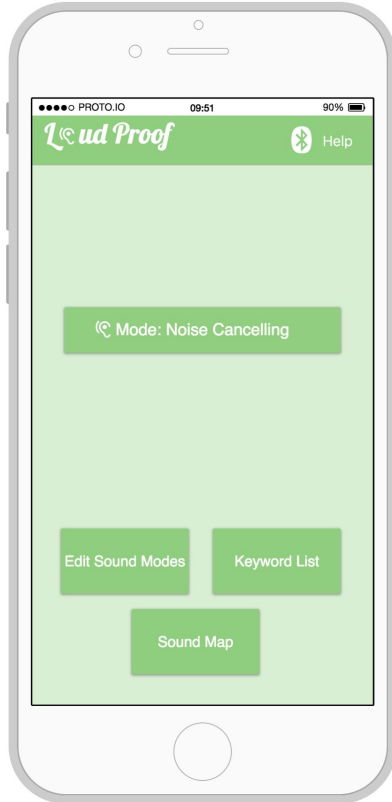 PROTO.IO 09:51 90%
Loud Proof
Help
Mode: Noise Cancelling
Edit Sound Modes
Keyword List
Sound Map